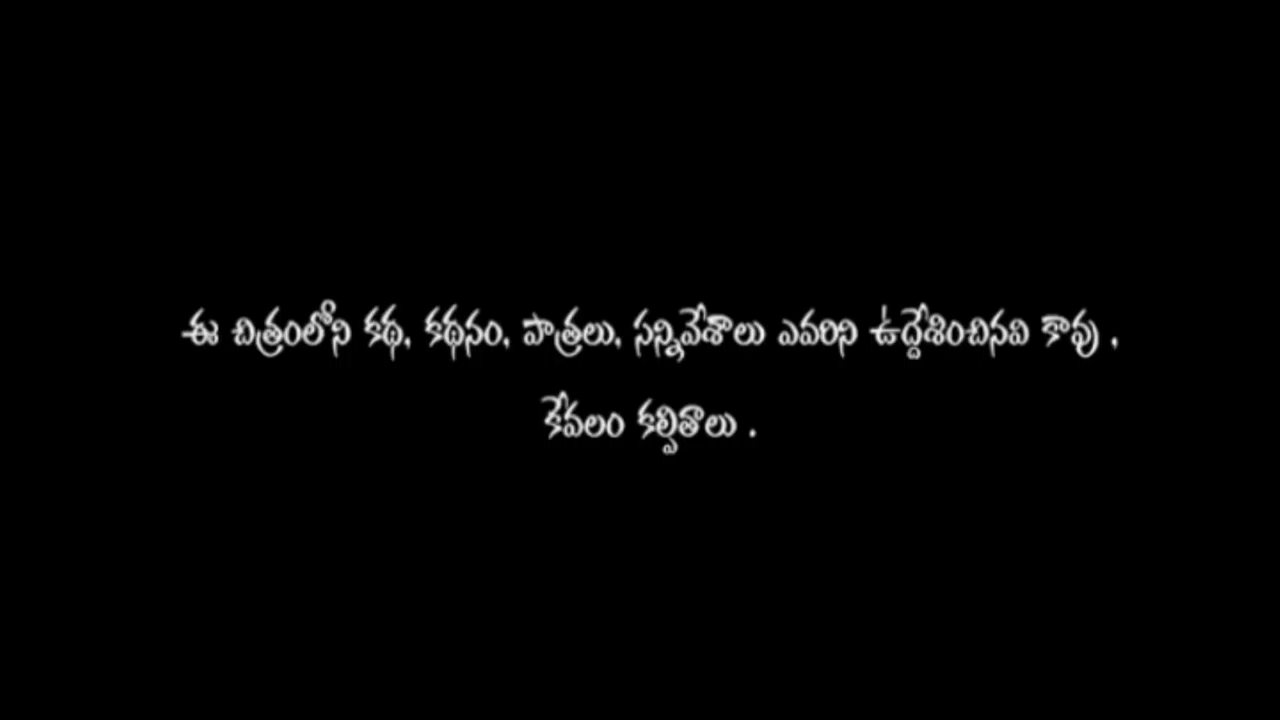 ఈ చిత్రంలోని కథ, కథనం, పాత్రలు, సన్నివేశాలు ఎవరిని ఉద్దేశించినవి కావు ,
కేవలం కల్పితాలు .